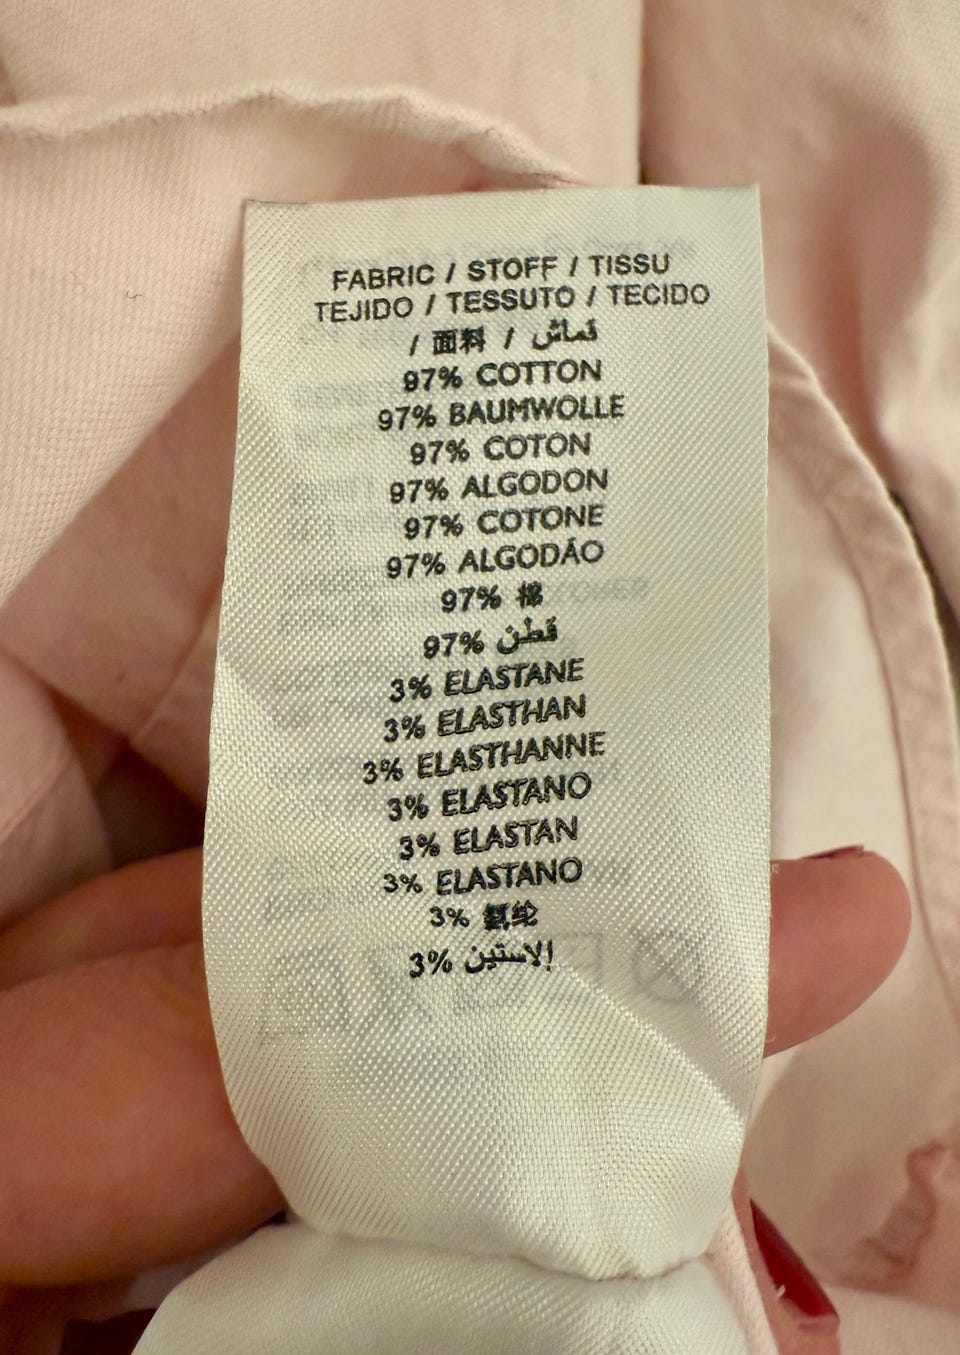 FABRIC / STOFF / TISSU
TEJIDO / TESSUTO / TECIDO
/ 面料 / قماش
97% COTTON
97% BAUMWOLLE
97% COTON
97% ALGODON
97% COTONE
97% ALGODÃO
97% 棉
97% قطن
3% ELASTANE
3% ELASTHAN
3% ELASTHANNE
3% ELASTANO
3% ELASTAN
3% ELASTANO
3% 氨纶
3% إلاستين